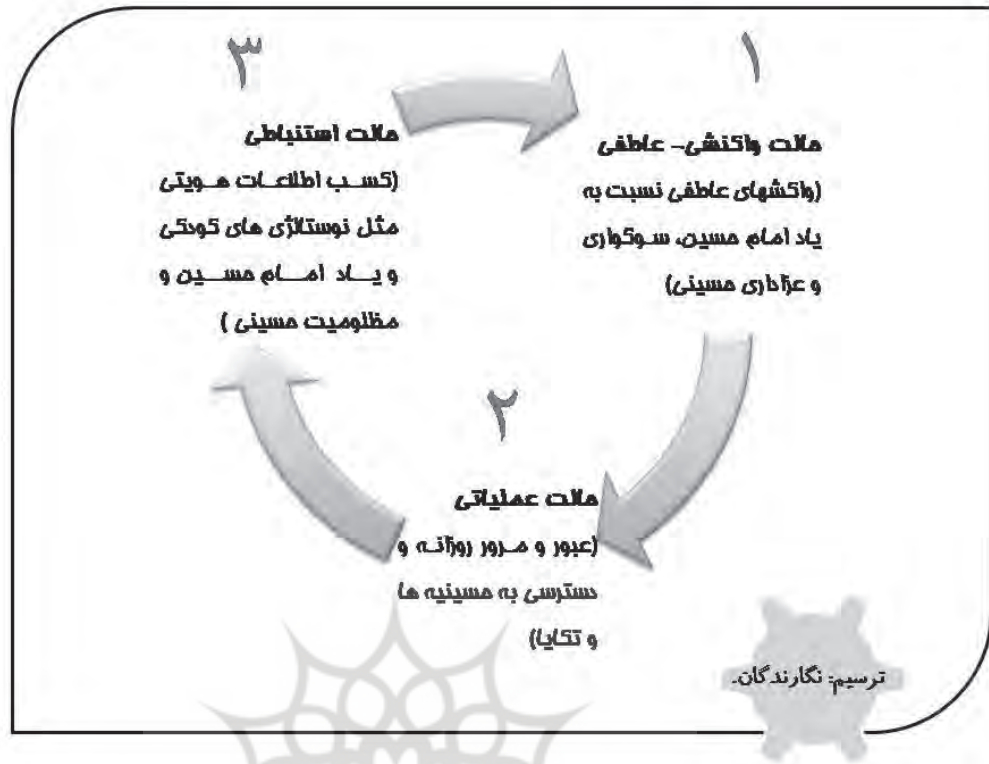 ۱
حالت واکنشی- عاطفی
(واکشهای عاطفی نسبت به
یاد امام حسین، سوگواری
و عزاداری حسینی)
۲
حالت عملیاتی
(عبور و مرور روزانه و
دسترسی به حسینیه ها
و تکایا)
۳
حالت استنباطی
(کسب اطلاعات هویتی
مثل نوستالژی های کودکی
و یاد امام حسین و
مظلومیت حسینی )
ترسیم: نگارندگان.